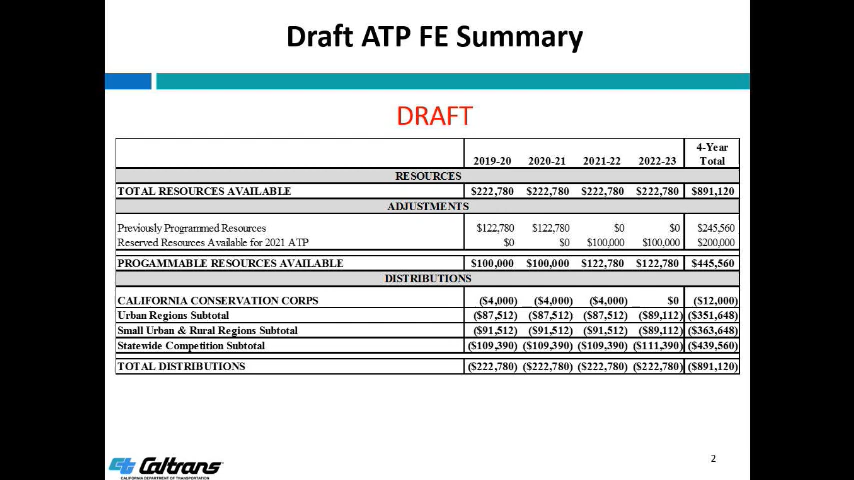 Draft ATP FE Summary
DRAFT
4-Year
2019-20 2020-21 2021-22 2022-23 Total
RESOURCES
TOTAL RESOURCES AVAILABLE $222,780 $222,780 $222,780 $222,780 $891,120
ADJUSTMENTS
Previously Programmed Resources $122,780 $122,780 $0 $0 $245,560
Reserved Resources Available for 2021 ATP $0 $0 $100,000 $100,000 $200,000
PROGAMMABLE RESOURCES AVAILABLE $100,000 $100,000 $122,780 $122,780 $445,560
DISTRIBUTIONS
CALIFORNIA CONSERVATION CORPS ($4,000) ($4,000) ($4,000) $0 ($12,000)
Urban Regions Subtotal ($87,512) ($87,512) ($87,512) ($89,112) ($351,648)
Small Urban & Rural Regions Subtotal ($91,512) ($91,512) ($91,512) ($89,112) ($363,648)
Statewide Competition Subtotal ($109,390) ($109,390) ($109,390) ($111,390) ($439,560)
TOTAL DISTRIBUTIONS ($222,780) ($222,780) ($222,780) ($222,780) ($891,120)
ct Caltrans
CALIFORNIA DEPARTMENT OF TRANSPORTATION
2